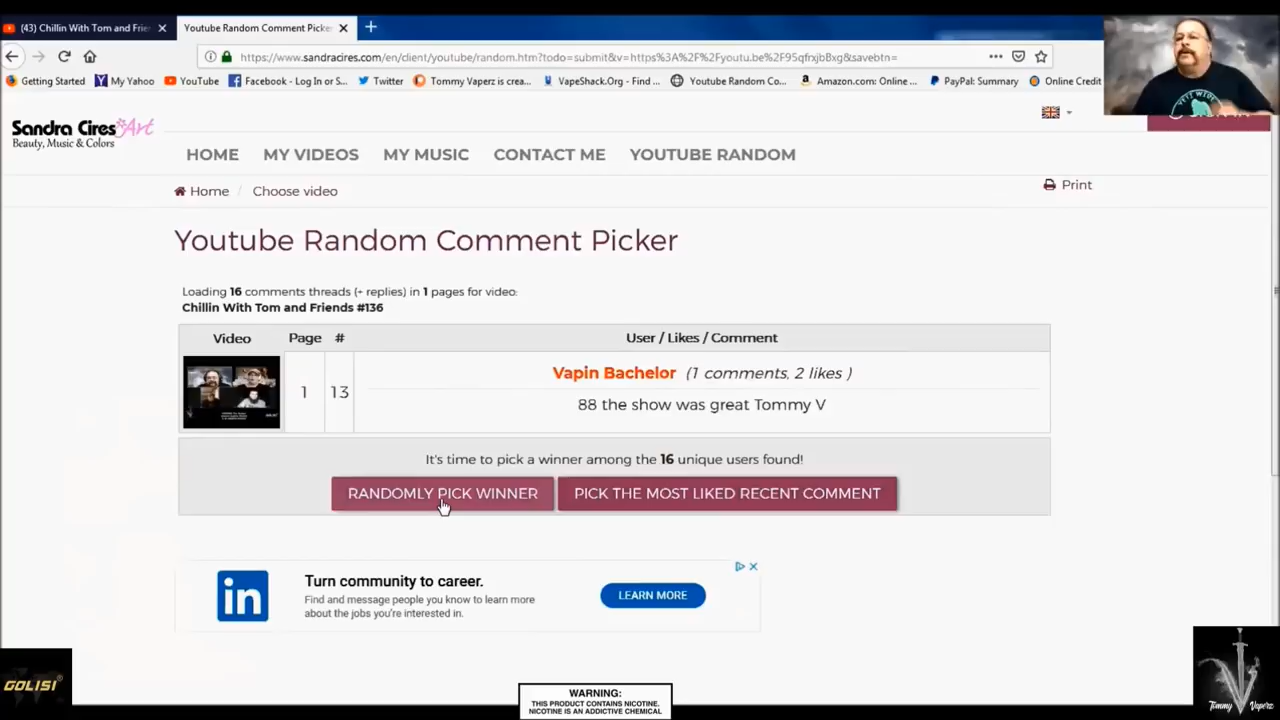 (43) Chillin With Tom and Frie
Youtube Random Comment Picke
https://www.sandracires.com/en/client/youtube/random.htm?todo=submit&v=https%3A%2F%2Fyoutu.be%2F95qfrxjbBxg&savebtn=
Getting Started
My Yahoo
YouTube
Facebook - Log In or S...
Twitter
Tommy Vaperz is crea...
VapeShack.Org - Find ...
Youtube Random Co...
Amazon.com: Online ...
PayPal: Summary
Online Credit
Sandra Cires Art
Beauty, Music & Colors
HOME
MY VIDEOS
MY MUSIC
CONTACT ME
YOUTUBE RANDOM
Home / Choose video
Print
Youtube Random Comment Picker
Loading 16 comments threads (+ replies) in 1 pages for video:
Chillin With Tom and Friends #136
Video Page # User / Likes / Comment
1 13
Vapin Bachelor (1 comments, 2 likes )
88 the show was great Tommy V
It's time to pick a winner among the 16 unique users found!
RANDOMLY PICK WINNER
PICK THE MOST LIKED RECENT COMMENT
in
Turn community to career.
Find and message people you know to learn more
about the jobs you're interested in.
LEARN MORE
GOLISI®
WARNING:
THIS PRODUCT CONTAINS NICOTINE.
NICOTINE IS AN ADDICTIVE CHEMICAL
Tommy Vaperz